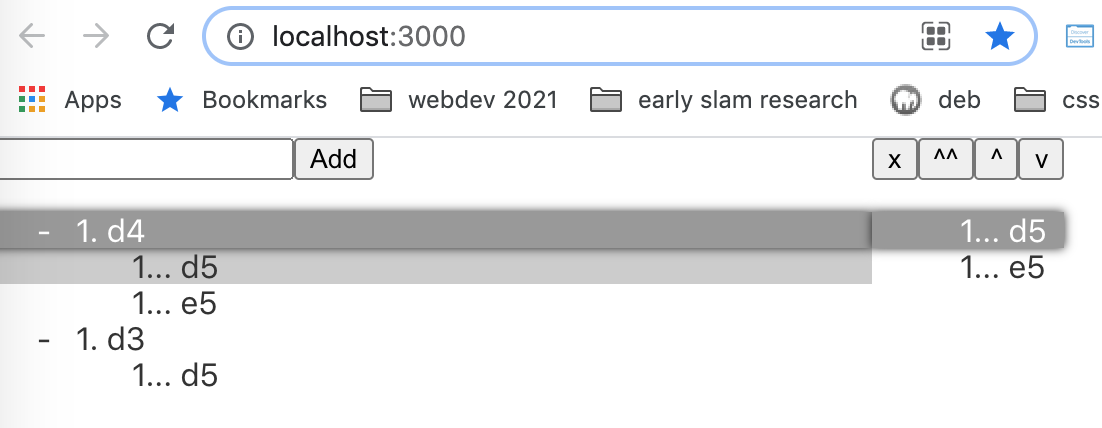 localhost:3000
Apps Bookmarks webdev 2021 early slam research deb css
Add x ^^ ^ v
- 1. d4 1... d5
1... d5 1... e5
1... e5
- 1. d3
1... d5